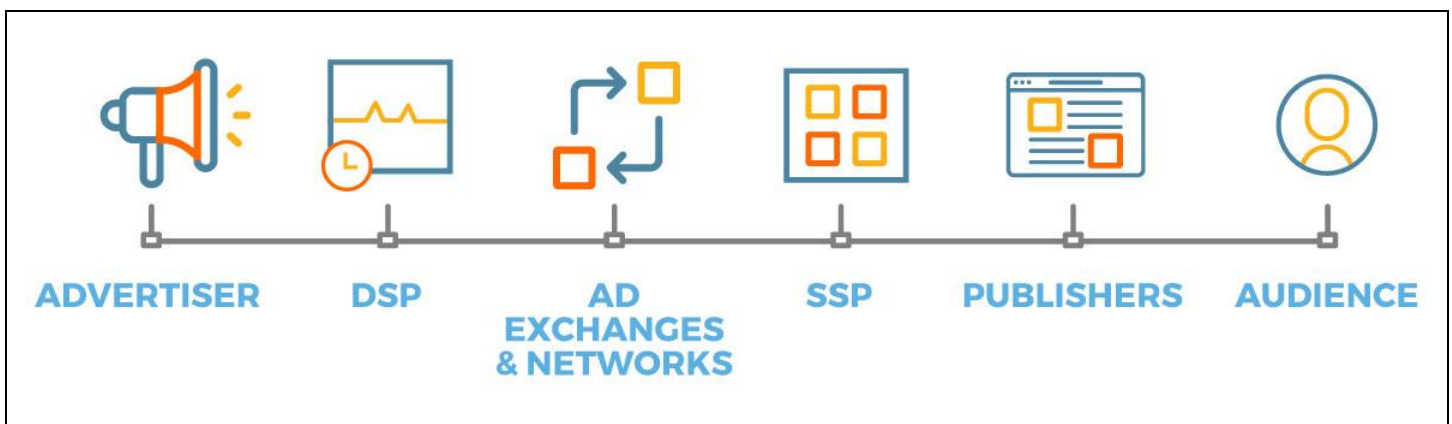 ADVERTISER
DSP
AD
EXCHANGES
& NETWORKS
SSP
PUBLISHERS
AUDIENCE